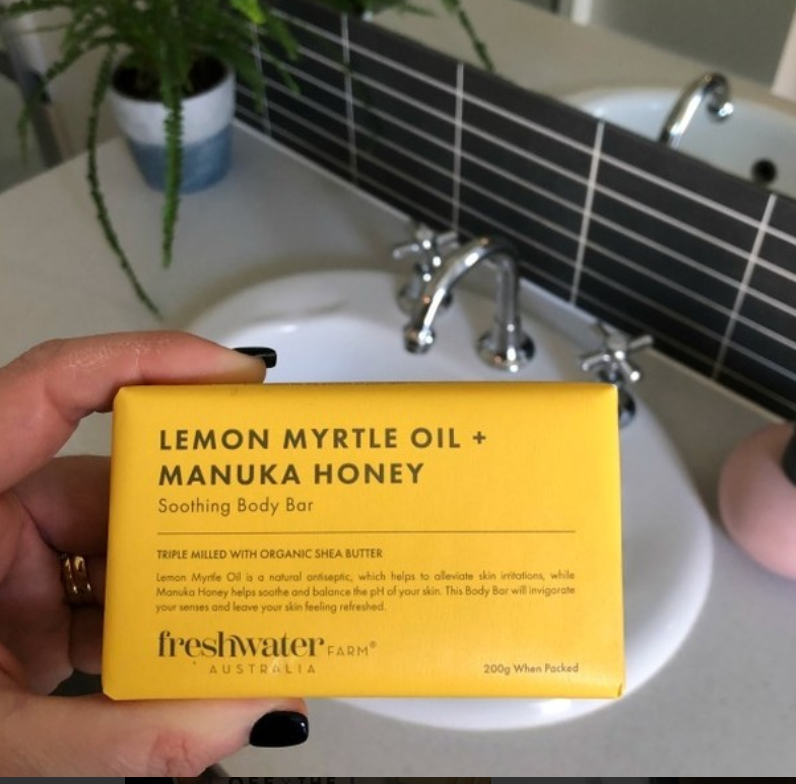 LEMON MYRTLE OIL +
MANUKA HONEY
Soothing Body Bar
TRIPLE MILLED WITH ORGANIC SHEA BUTTER
Lemon Myrtle Oil is a natural antiseptic, which helps to alleviate skin irritations, while
Manuka Honey helps soothe and balance the pH of your skin. This Body Bar will invigorate
your senses and leave your skin feeling refreshed.
freshwater FARM®
AUSTRALIA
200g When Packed